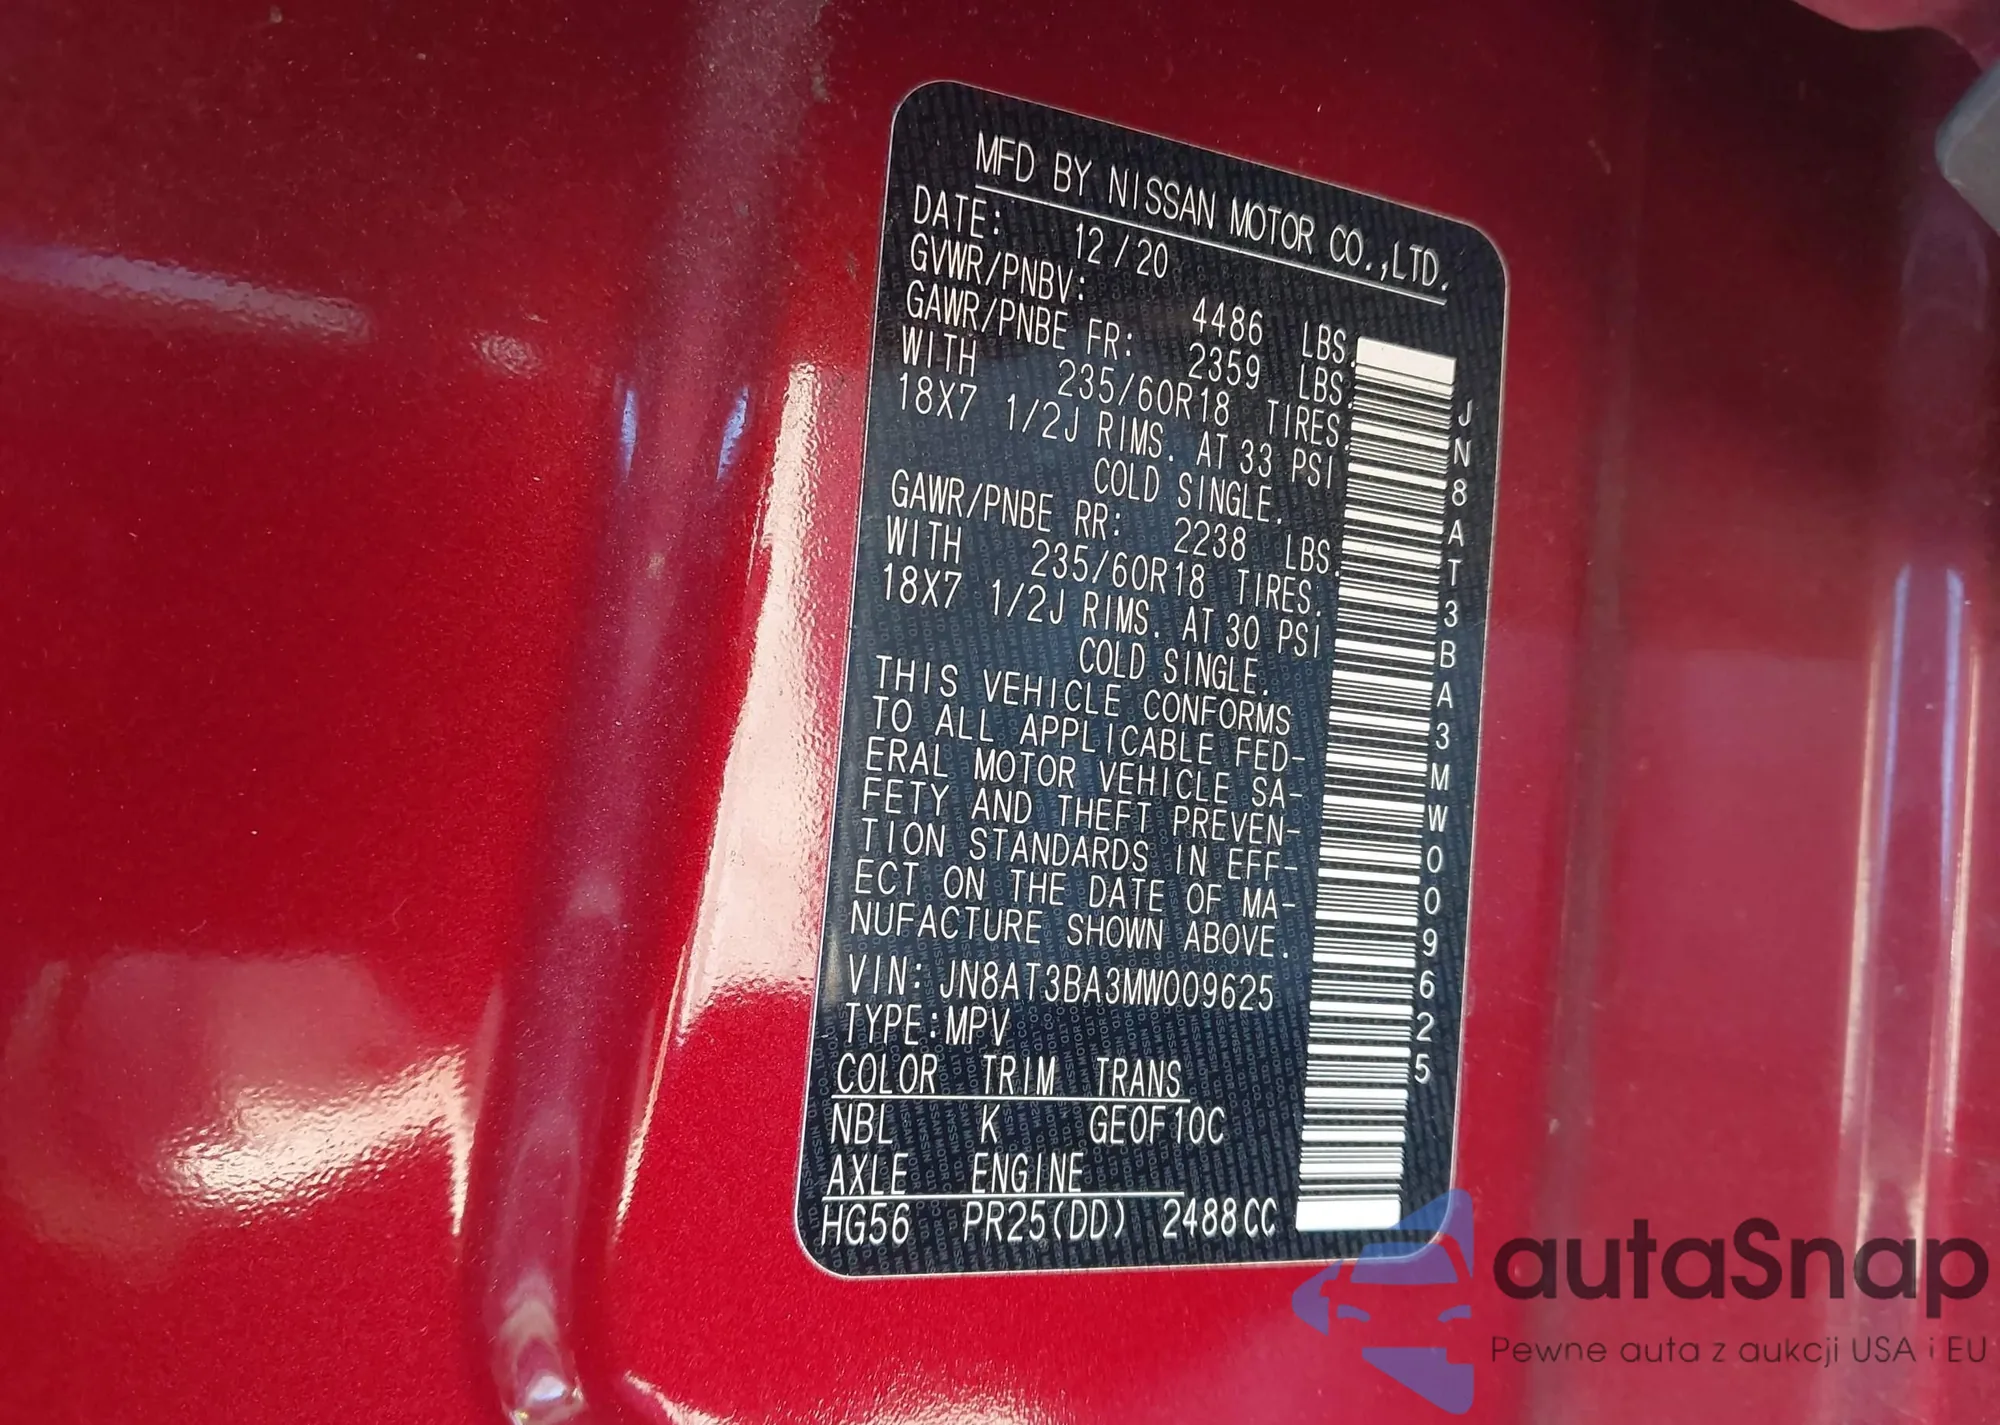 MFD BY NISSAN MOTOR CO.,LTD.
DATE: 12/20
GVWR/PNBV: 4486 LBS
GAWR/PNBE FR: 2359 LBS.
WITH 235/60R18 TIRES.
18X7 1/2J RIMS. AT 33 PSI
COLD SINGLE.
GAWR/PNBE RR: 2238 LBS.
WITH 235/60R18 TIRES.
18X7 1/2J RIMS. AT 30 PSI
COLD SINGLE.
THIS VEHICLE CONFORMS
TO ALL APPLICABLE FED-
ERAL MOTOR VEHICLE SA-
FETY AND THEFT PREVEN-
TION STANDARDS IN EFF-
ECT ON THE DATE OF MA-
NUFACTURE SHOWN ABOVE.
VIN: JN8AT3BA3MW009625
TYPE:MPV
COLOR TRIM TRANS
NBL K GE0F10C
AXLE ENGINE
HG56 PR25(DD) 2488CC
JN8AT3BA3MW009625
autaSnap
Pewne auta z aukcji USA i EU